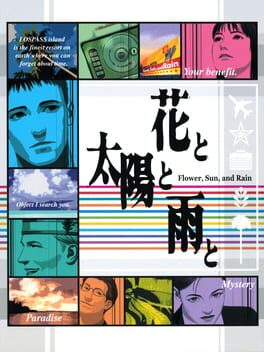 LOSPASS island
is the finest resort on
earth where you can
forget about time.
Rain
Your benefit.
花と
太陽と
雨と
Flower, Sun, and Rain
Object I search you.
Paradise
Mystery